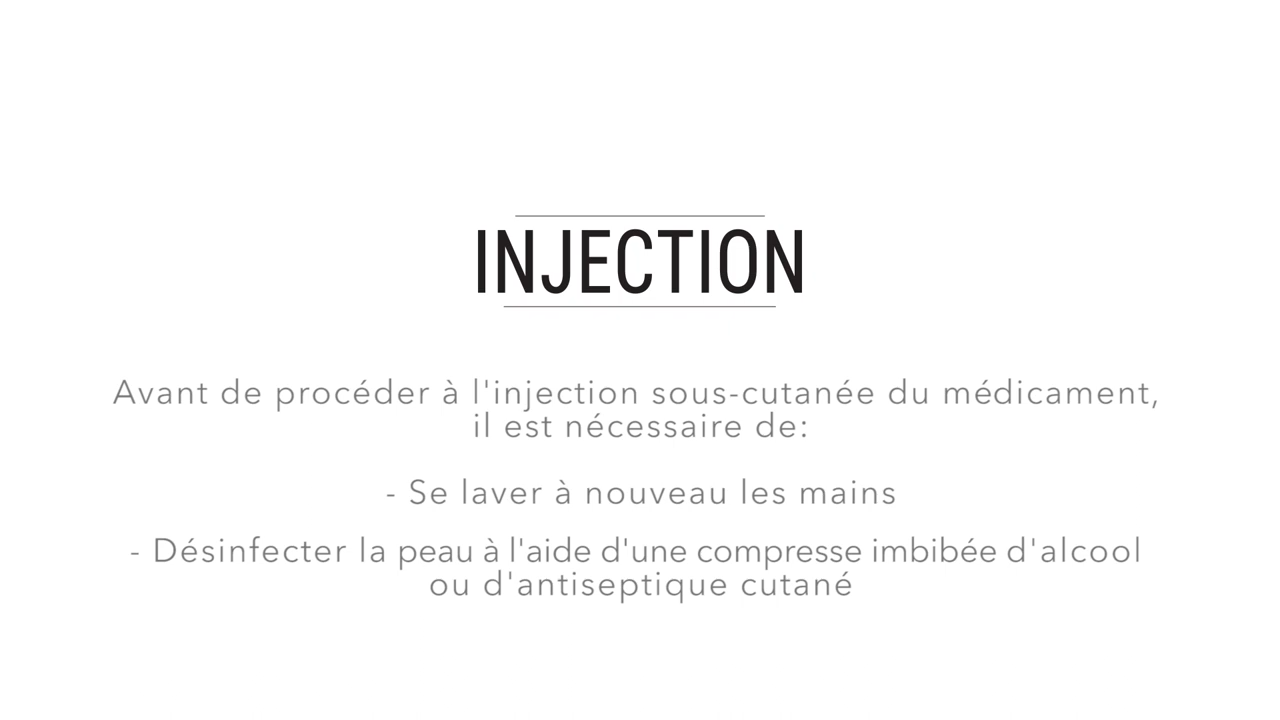 INJECTION
Avant de procéder à l'injection sous-cutanée du médicament,
il est nécessaire de:
- Se laver à nouveau les mains
- Désinfecter la peau à l'aide d'une compresse imbibée d'alcool
ou d'antiseptique cutané